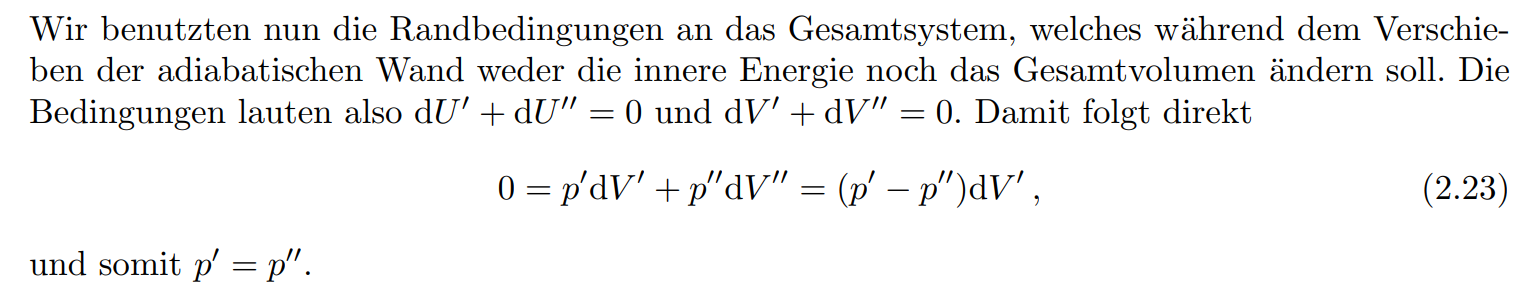 Wir benutzten nun die Randbedingungen an das Gesamtsystem, welches während dem Verschie-
ben der adiabatischen Wand weder die innere Energie noch das Gesamtvolumen ändern soll. Die
Bedingungen lauten also dU′ + dU″ = 0 und dV′ + dV″ = 0. Damit folgt direkt
0 = p′dV′ + p″dV″ = (p′ − p″)dV′ , (2.23)
und somit p′ = p″.